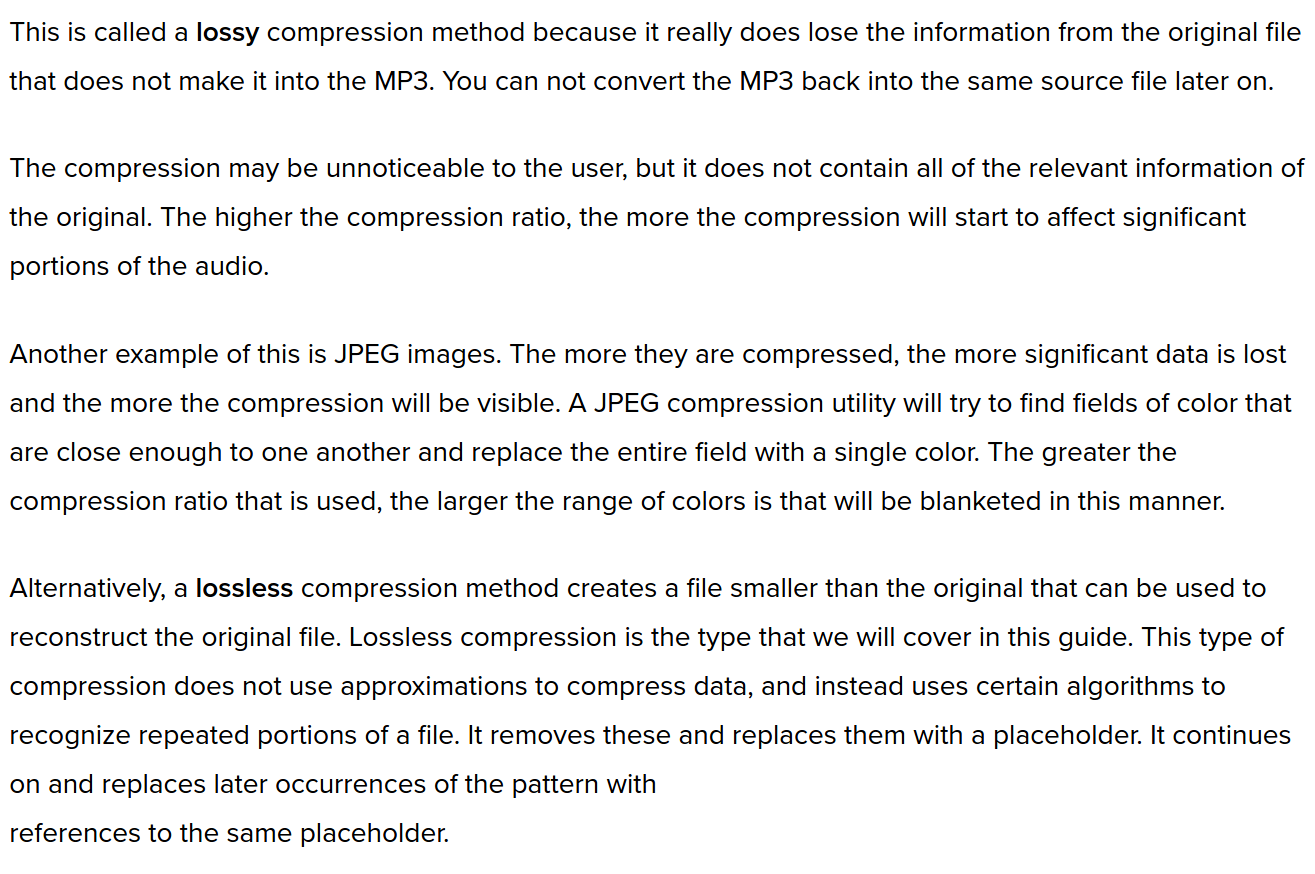 This is called a lossy compression method because it really does lose the information from the original file
that does not make it into the MP3. You can not convert the MP3 back into the same source file later on.
The compression may be unnoticeable to the user, but it does not contain all of the relevant information of
the original. The higher the compression ratio, the more the compression will start to affect significant
portions of the audio.
Another example of this is JPEG images. The more they are compressed, the more significant data is lost
and the more the compression will be visible. A JPEG compression utility will try to find fields of color that
are close enough to one another and replace the entire field with a single color. The greater the
compression ratio that is used, the larger the range of colors is that will be blanketed in this manner.
Alternatively, a lossless compression method creates a file smaller than the original that can be used to
reconstruct the original file. Lossless compression is the type that we will cover in this guide. This type of
compression does not use approximations to compress data, and instead uses certain algorithms to
recognize repeated portions of a file. It removes these and replaces them with a placeholder. It continues
on and replaces later occurrences of the pattern with
references to the same placeholder.